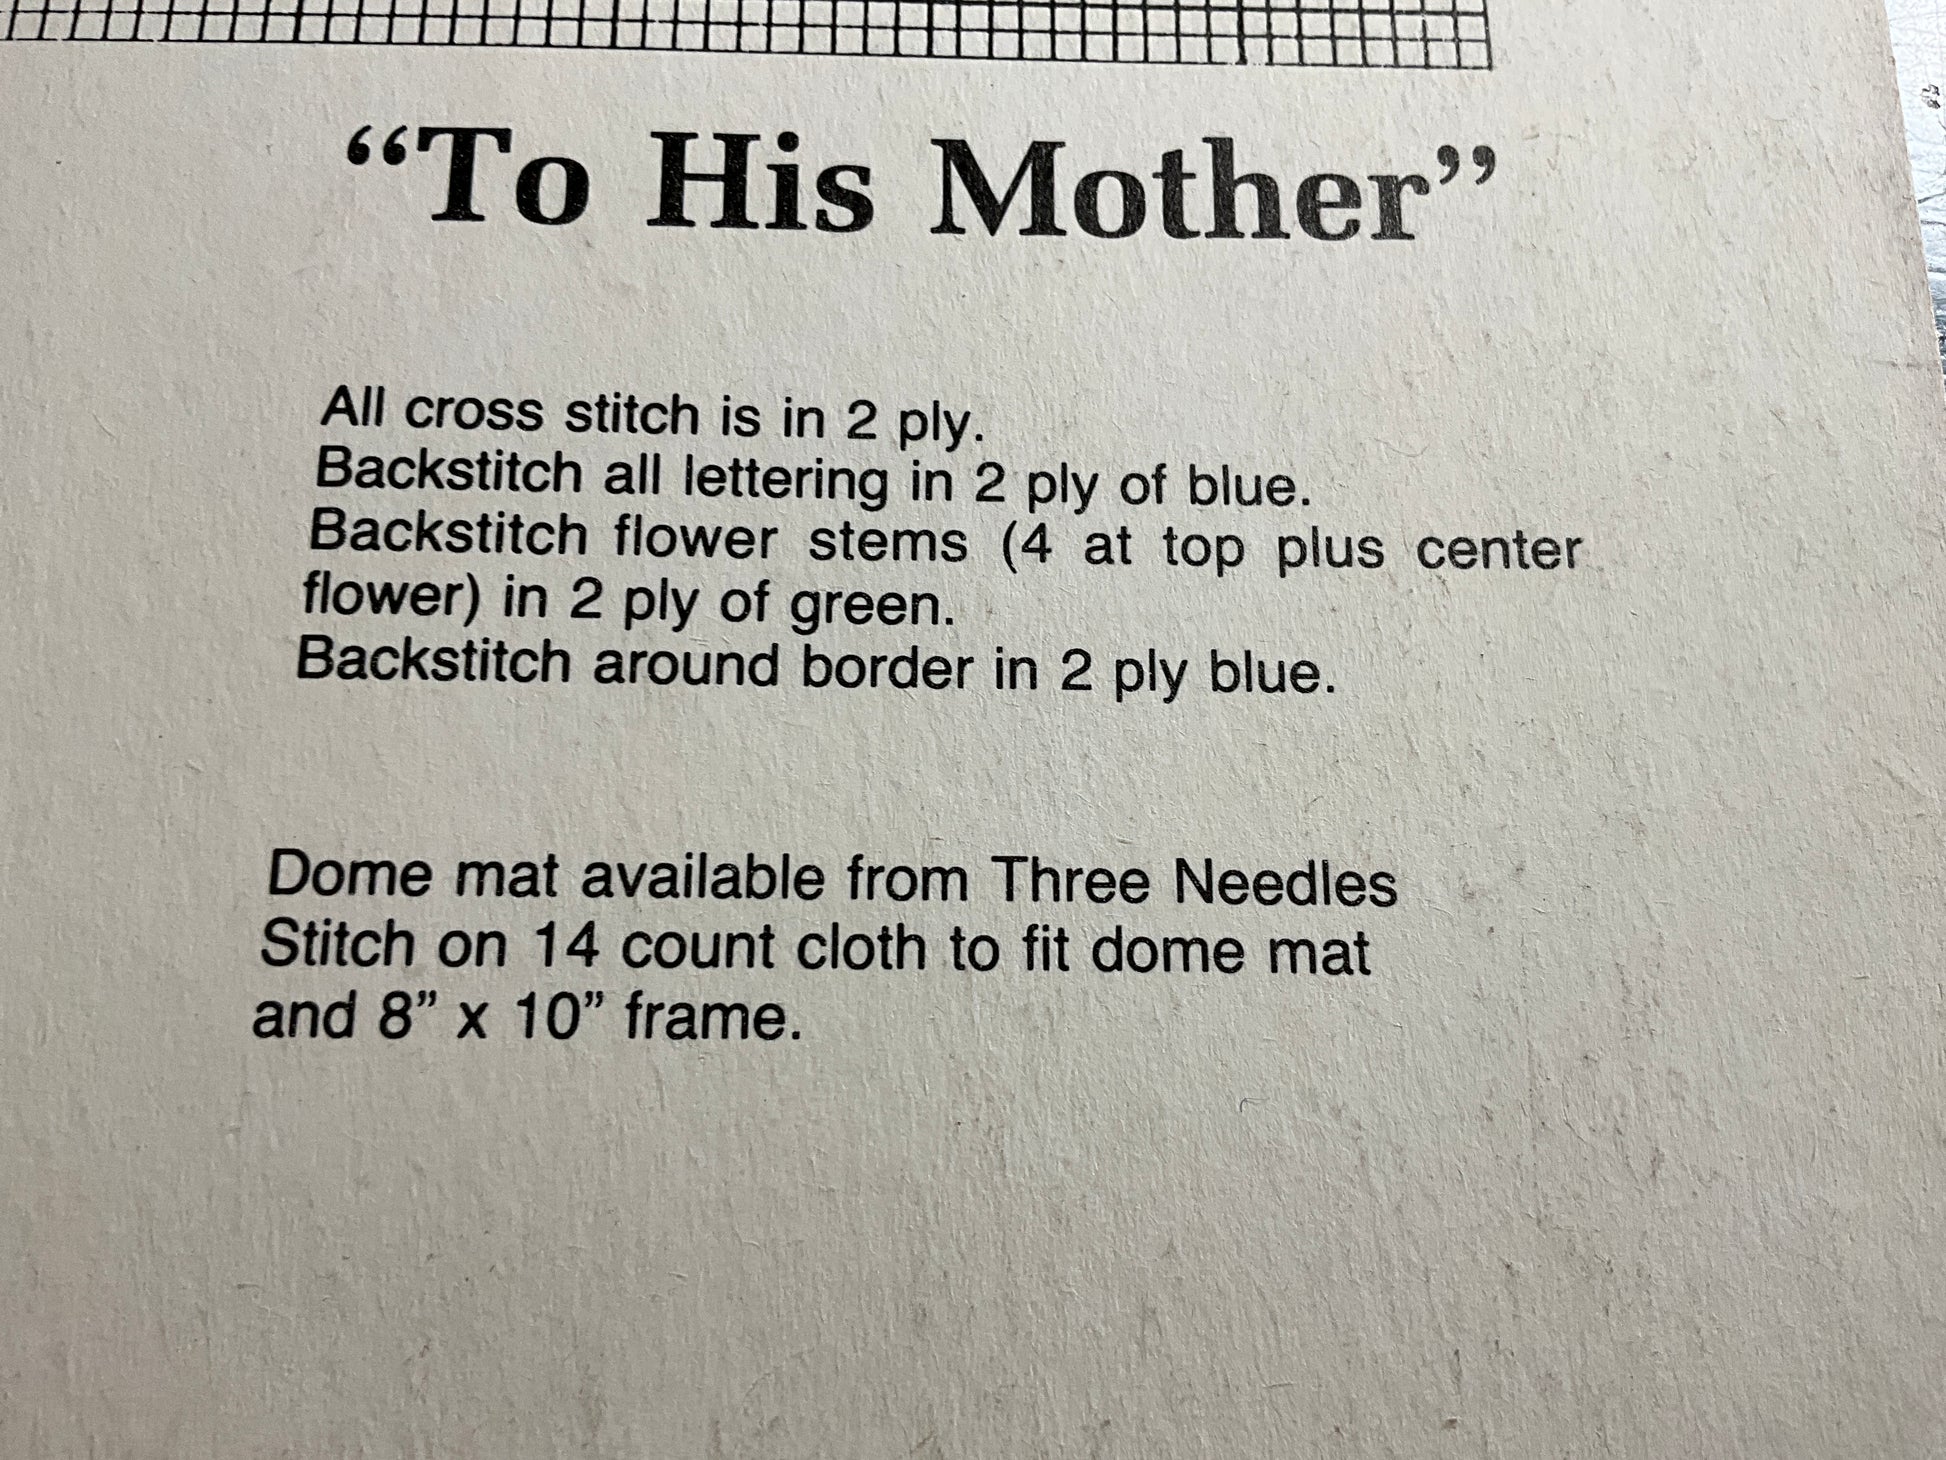 “To His Mother”
All cross stitch is in 2 ply.
Backstitch all lettering in 2 ply of blue.
Backstitch flower stems (4 at top plus center
flower) in 2 ply of green.
Backstitch around border in 2 ply blue.
Dome mat available from Three Needles
Stitch on 14 count cloth to fit dome mat
and 8” x 10” frame.